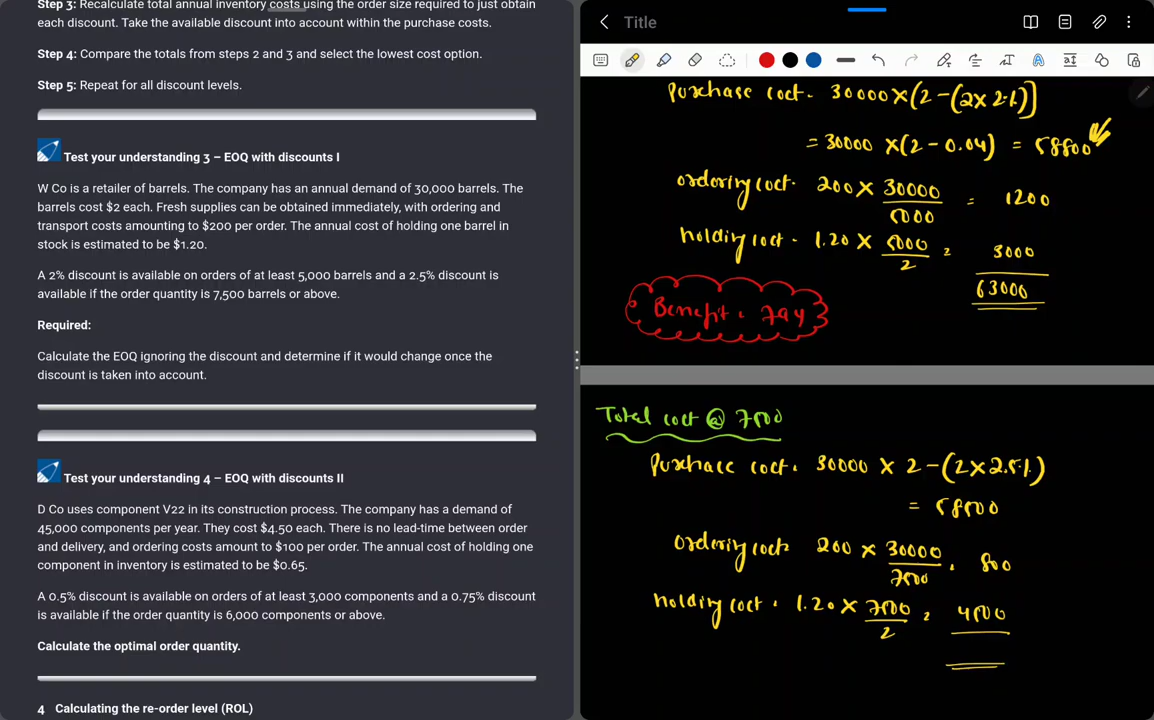 Step 3: Recalculate total annual inventory costs using the order size required to just obtain
each discount. Take the available discount into account within the purchase costs.
Step 4: Compare the totals from steps 2 and 3 and select the lowest cost option.
Step 5: Repeat for all discount levels.
Test your understanding 3 – EOQ with discounts I
W Co is a retailer of barrels. The company has an annual demand of 30,000 barrels. The
barrels cost $2 each. Fresh supplies can be obtained immediately, with ordering and
transport costs amounting to $200 per order. The annual cost of holding one barrel in
stock is estimated to be $1.20.
A 2% discount is available on orders of at least 5,000 barrels and a 2.5% discount is
available if the order quantity is 7,500 barrels or above.
Required:
Calculate the EOQ ignoring the discount and determine if it would change once the
discount is taken into account.
Test your understanding 4 – EOQ with discounts II
D Co uses component V22 in its construction process. The company has a demand of
45,000 components per year. They cost $4.50 each. There is no lead-time between order
and delivery, and ordering costs amount to $100 per order. The annual cost of holding one
component in inventory is estimated to be $0.65.
A 0.5% discount is available on orders of at least 3,000 components and a 0.75% discount
is available if the order quantity is 6,000 components or above.
Calculate the optimal order quantity.
4 Calculating the re-order level (ROL)
Title
Purchase cost - 30000 × (2 - (2 × 2%)]
= 30000 × (2 - 0.04) = 58800
ordering cost - 200 × 30000/5000 = 1200
holding cost - 1.20 × 5000/2 = 3000
63000
Benefit = 794
Total cost @ 7500
Purchase cost = 30000 × 2 - (2 × 2.5%)
= 58500
Ordering cost = 200 × 30000/7500 = 800
holding cost = 1.20 × 7500/2 = 4500